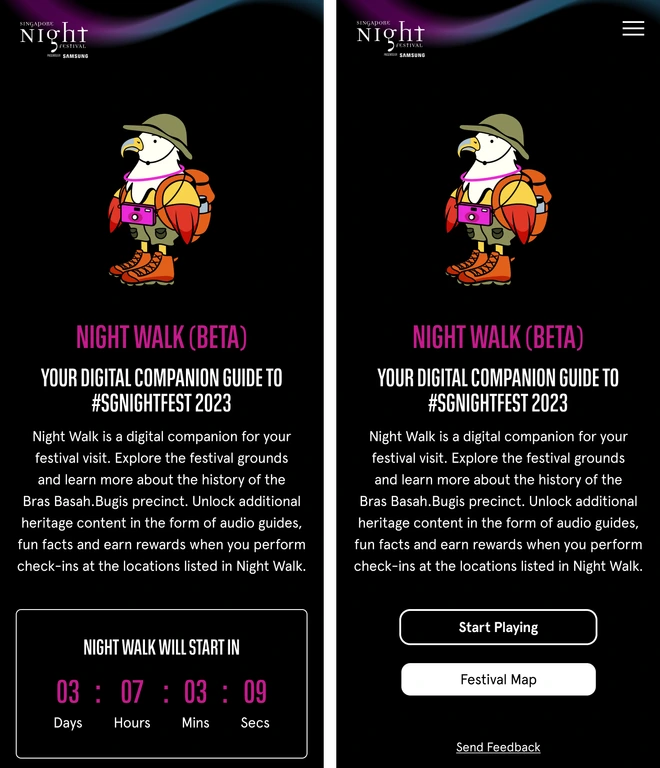 SINGAPORE
Night
FESTIVAL
SAMSUNG
NIGHT WALK (BETA)
YOUR DIGITAL COMPANION GUIDE TO
#SGNIGHTFEST 2023
Night Walk is a digital companion for your
festival visit. Explore the festival grounds
and learn more about the history of the
Bras Basah.Bugis precinct. Unlock additional
heritage content in the form of audio guides,
fun facts and earn rewards when you perform
check-ins at the locations listed in Night Walk.
NIGHT WALK WILL START IN
03 : 07 : 03 : 09
Days Hours Mins Secs
SINGAPORE
Night
FESTIVAL
SAMSUNG
NIGHT WALK (BETA)
YOUR DIGITAL COMPANION GUIDE TO
#SGNIGHTFEST 2023
Night Walk is a digital companion for your
festival visit. Explore the festival grounds
and learn more about the history of the
Bras Basah.Bugis precinct. Unlock additional
heritage content in the form of audio guides,
fun facts and earn rewards when you perform
check-ins at the locations listed in Night Walk.
Start Playing
Festival Map
Send Feedback